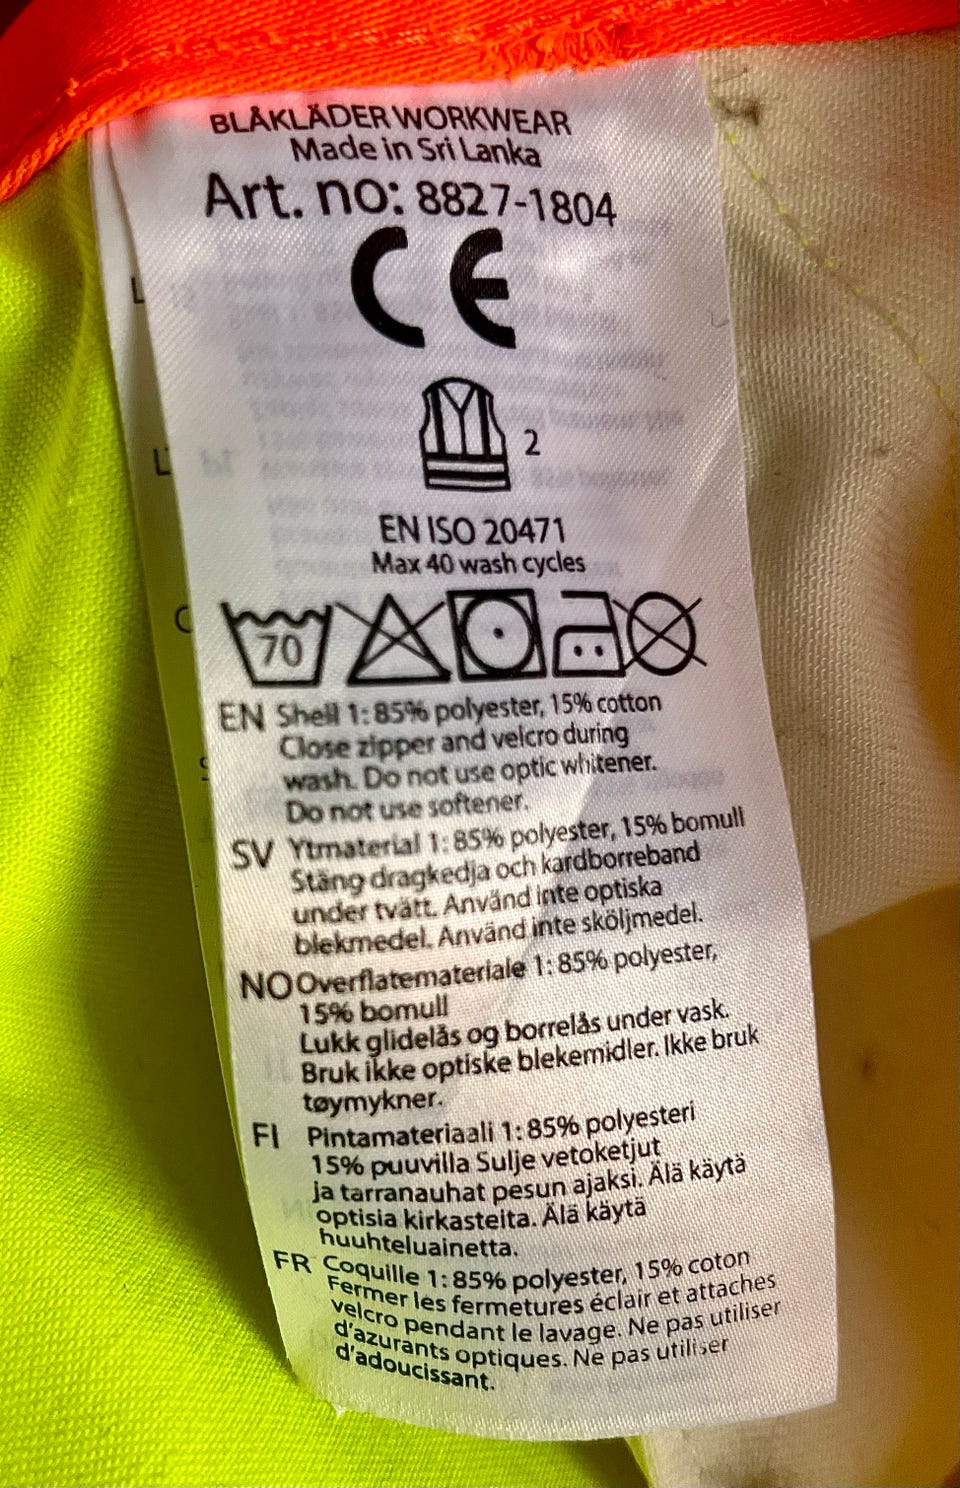 BLÅKLÄDER WORKWEAR
Made in Sri Lanka
Art. no: 8827-1804
CE
2
EN ISO 20471
Max 40 wash cycles
70
EN Shell 1: 85% polyester, 15% cotton
Close zipper and velcro during
wash. Do not use optic whitener.
Do not use softener.
SV Ytmaterial 1: 85% polyester, 15% bomull
Stäng dragkedja och kardborreband
under tvätt. Använd inte optiska
blekmedel. Använd inte sköljmedel.
NO Overflatemateriale 1: 85% polyester,
15% bomull
Lukk glidelås og borrelås under vask.
Bruk ikke optiske blekemidler. Ikke bruk
tøymykner.
FI Pintamateriaali 1: 85% polyesteri
15% puuvilla Sulje vetoketjut
ja tarranauhat pesun ajaksi. Älä käytä
optisia kirkasteita. Älä käytä
huuhteluainetta.
FR Coquille 1: 85% polyester, 15% coton
Fermer les fermetures éclair et attaches
velcro pendant le lavage. Ne pas utiliser
d'azurants optiques. Ne pas utiliser
d'adoucissant.